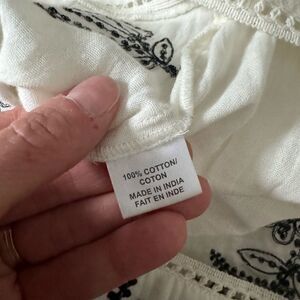 100% COTTON/
COTON
MADE IN INDIA
FAIT EN INDE